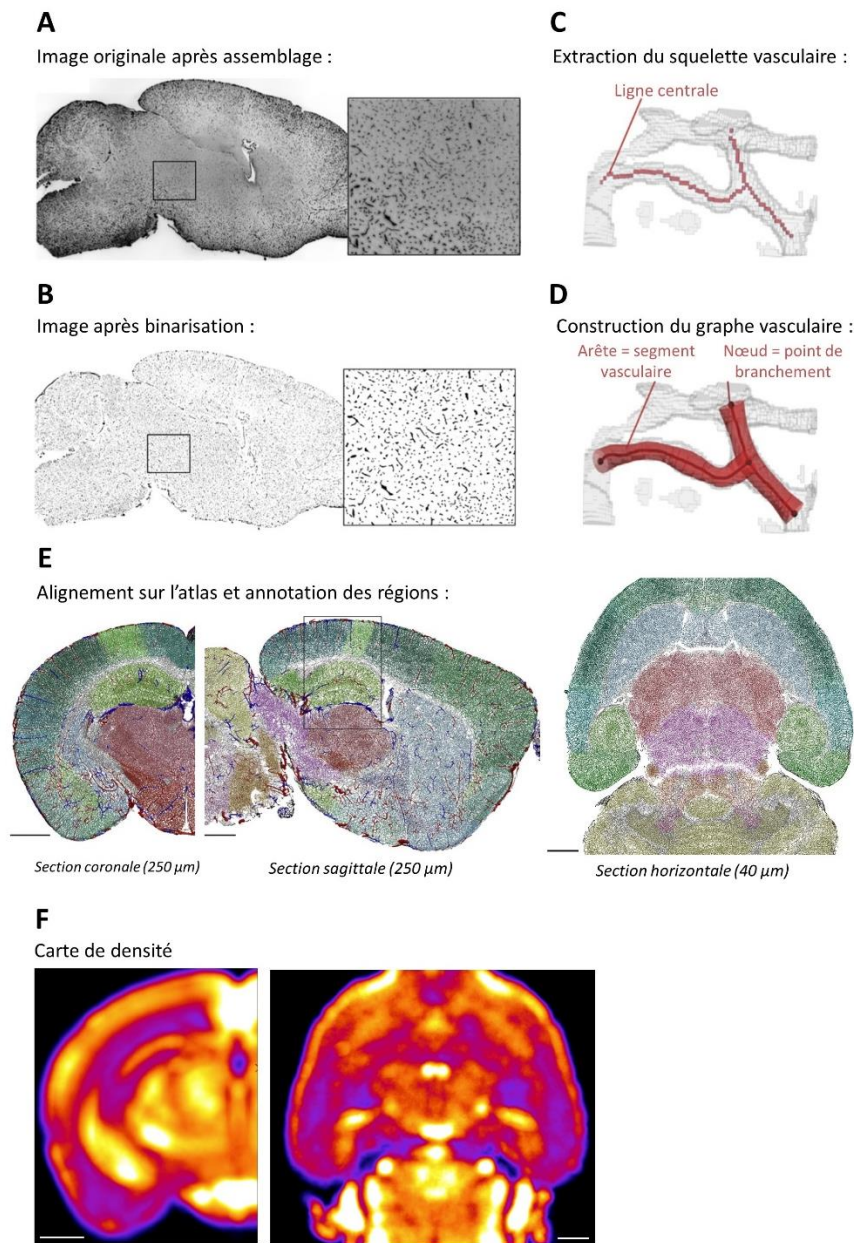 A
Image originale après assemblage :
C
Extraction du squelette vasculaire :
Ligne centrale
B
Image après binarisation :
D
Construction du graphe vasculaire :
Arête = segment
vasculaire
Nœud = point de
branchement
E
Alignement sur l’atlas et annotation des régions :
Section coronale (250 µm)
Section sagittale (250 µm)
Section horizontale (40 µm)
F
Carte de densité